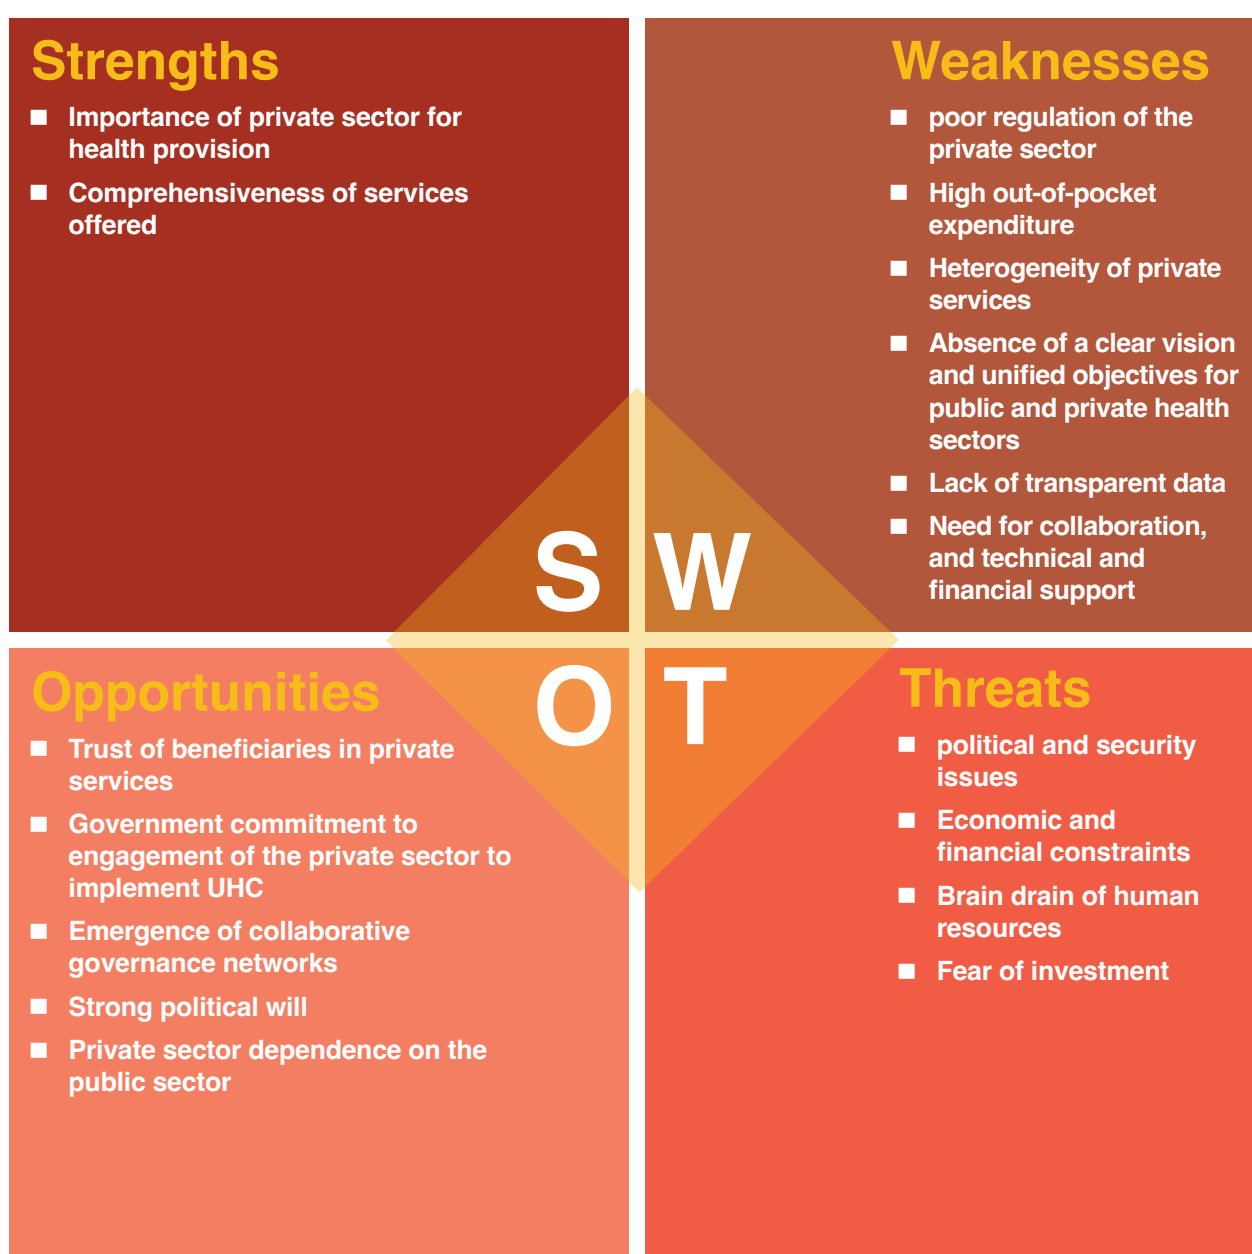 Strengths
■ Importance of private sector for
health provision
■ Comprehensiveness of services
offered
Weaknesses
■ poor regulation of the
private sector
■ High out-of-pocket
expenditure
■ Heterogeneity of private
services
■ Absence of a clear vision
and unified objectives for
public and private health
sectors
■ Lack of transparent data
■ Need for collaboration,
and technical and
financial support
S W
O T
Opportunities
■ Trust of beneficiaries in private
services
■ Government commitment to
engagement of the private sector to
implement UHC
■ Emergence of collaborative
governance networks
■ Strong political will
■ Private sector dependence on the
public sector
Threats
■ political and security
issues
■ Economic and
financial constraints
■ Brain drain of human
resources
■ Fear of investment